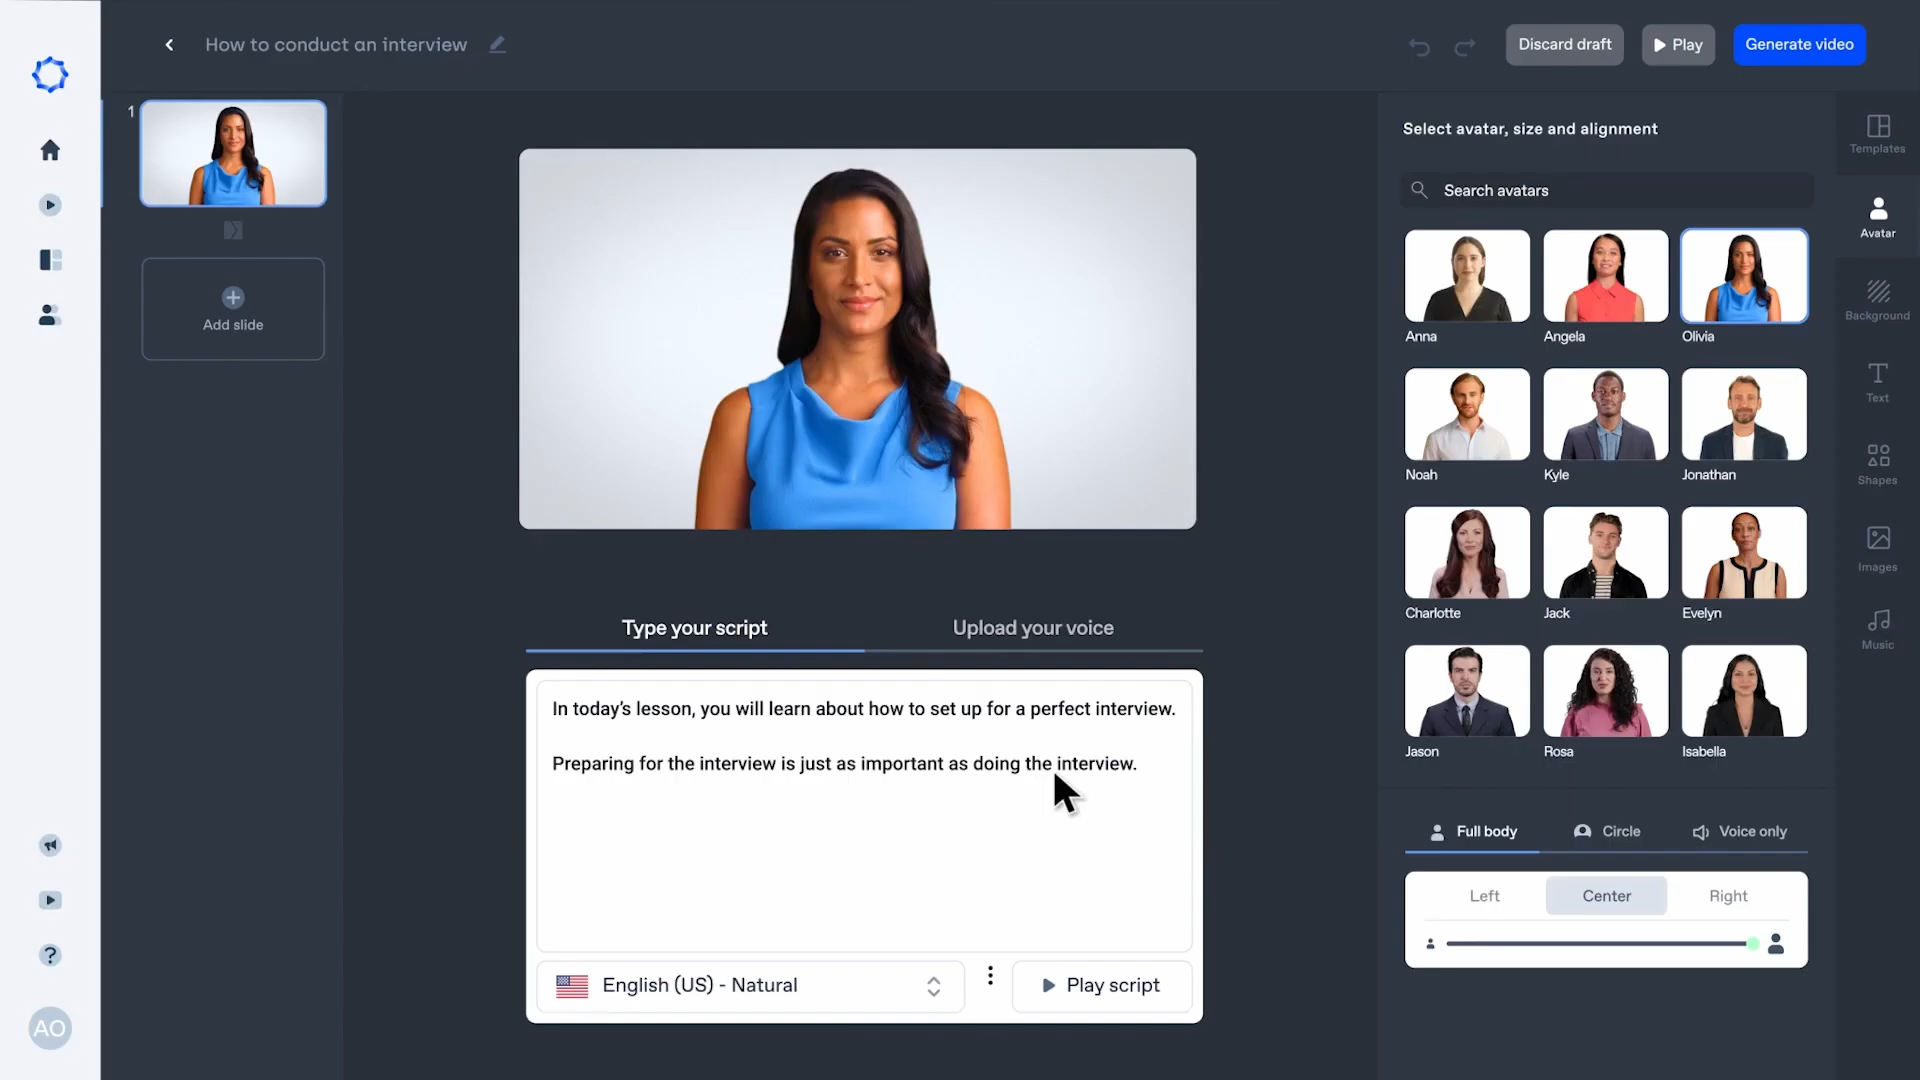 How to conduct an interview
Discard draft
Play
Generate video
1
Add slide
Type your script
Upload your voice
In today's lesson, you will learn about how to set up for a perfect interview.
Preparing for the interview is just as important as doing the interview.
English (US) - Natural
Play script
Select avatar, size and alignment
Search avatars
Anna
Angela
Olivia
Noah
Kyle
Jonathan
Charlotte
Jack
Evelyn
Jason
Rosa
Isabella
Full body
Circle
Voice only
Left
Center
Right
Templates
Avatar
Background
Text
Shapes
Images
Music
?
AO